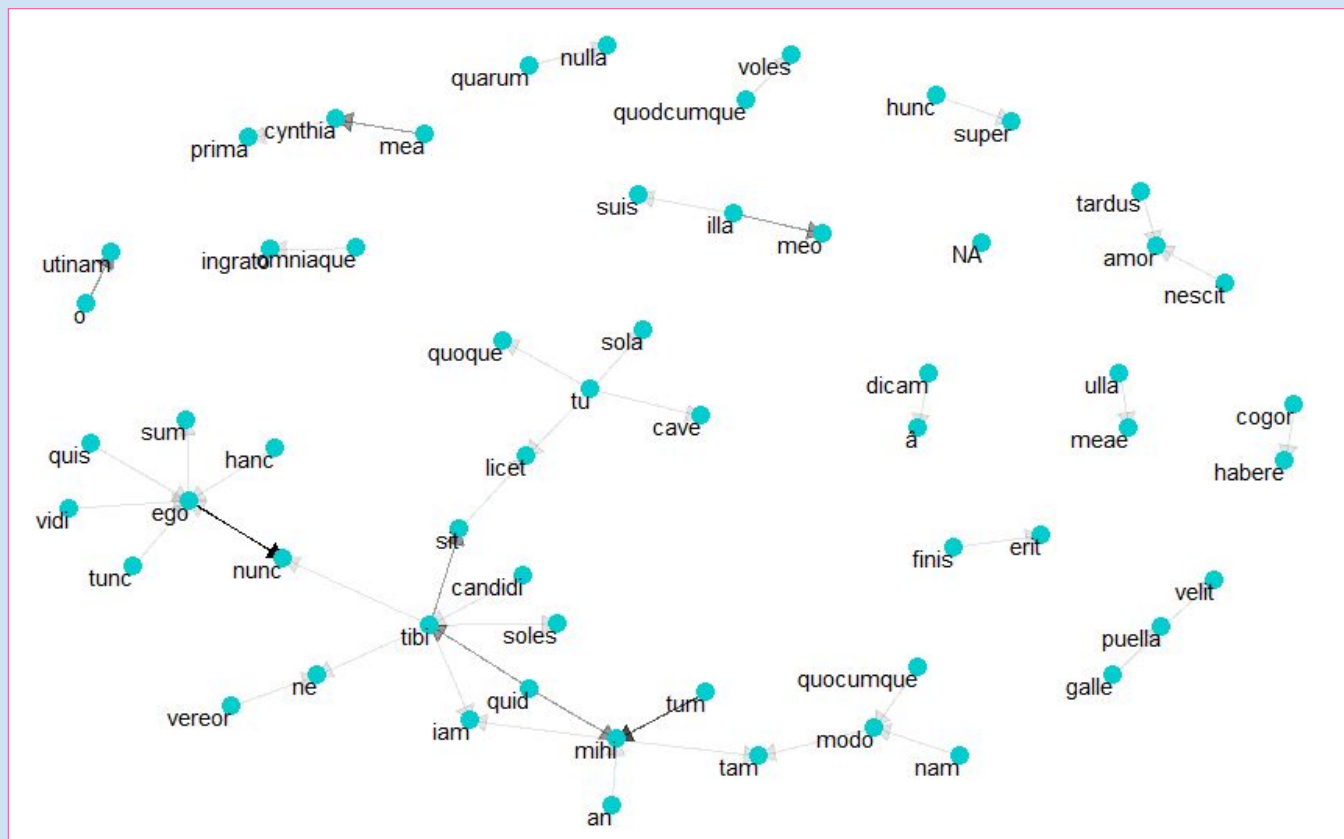 nulla
quarum
voles
quodcumque
hunc
super
cynthia
prima
mea
suis
illa
meo
tardus
amor
nescit
NA
utinam
o
ingrato
omniaque
quoque
sola
tu
cave
licet
dicam
â
ulla
meae
cogor
habere
sum
quis
hanc
vidi
ego
tunc
nunc
sit
candidi
tibi
soles
finis
erit
velit
puella
galle
ne
vereor
quid
iam
tum
mihi
an
quocumque
modo
tam
nam